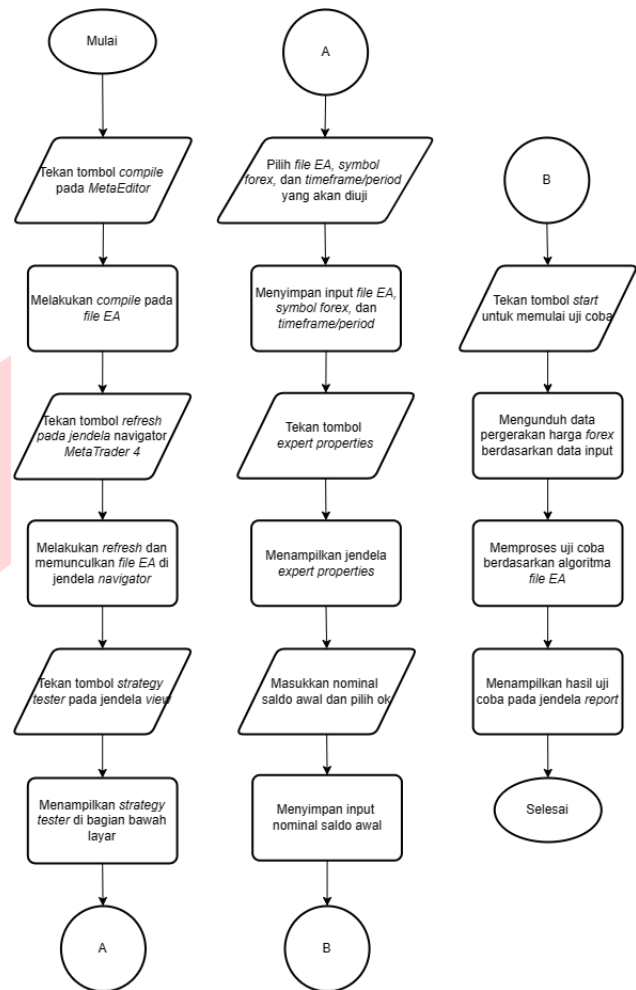 Mulai
Tekan tombol compile
pada MetaEditor
Melakukan compile pada
file EA
Tekan tombol refresh
pada jendela navigator
MetaTrader 4
Melakukan refresh dan
memunculkan file EA di
jendela navigator
Tekan tombol strategy
tester pada jendela view
Menampilkan strategy
tester di bagian bawah
layar
A
A
Pilih file EA, symbol
forex, dan timeframe/period
yang akan diuji
Menyimpan input file EA,
symbol forex, dan
timeframe/period
Tekan tombol
expert properties
Menampilkan jendela
expert properties
Masukkan nominal
saldo awal dan pilih ok
Menyimpan input
nominal saldo awal
B
B
Tekan tombol start
untuk memulai uji coba
Mengunduh data
pergerakan harga forex
berdasarkan data input
Memproses uji coba
berdasarkan algoritma
file EA
Menampilkan hasil uji
coba pada jendela report
Selesai